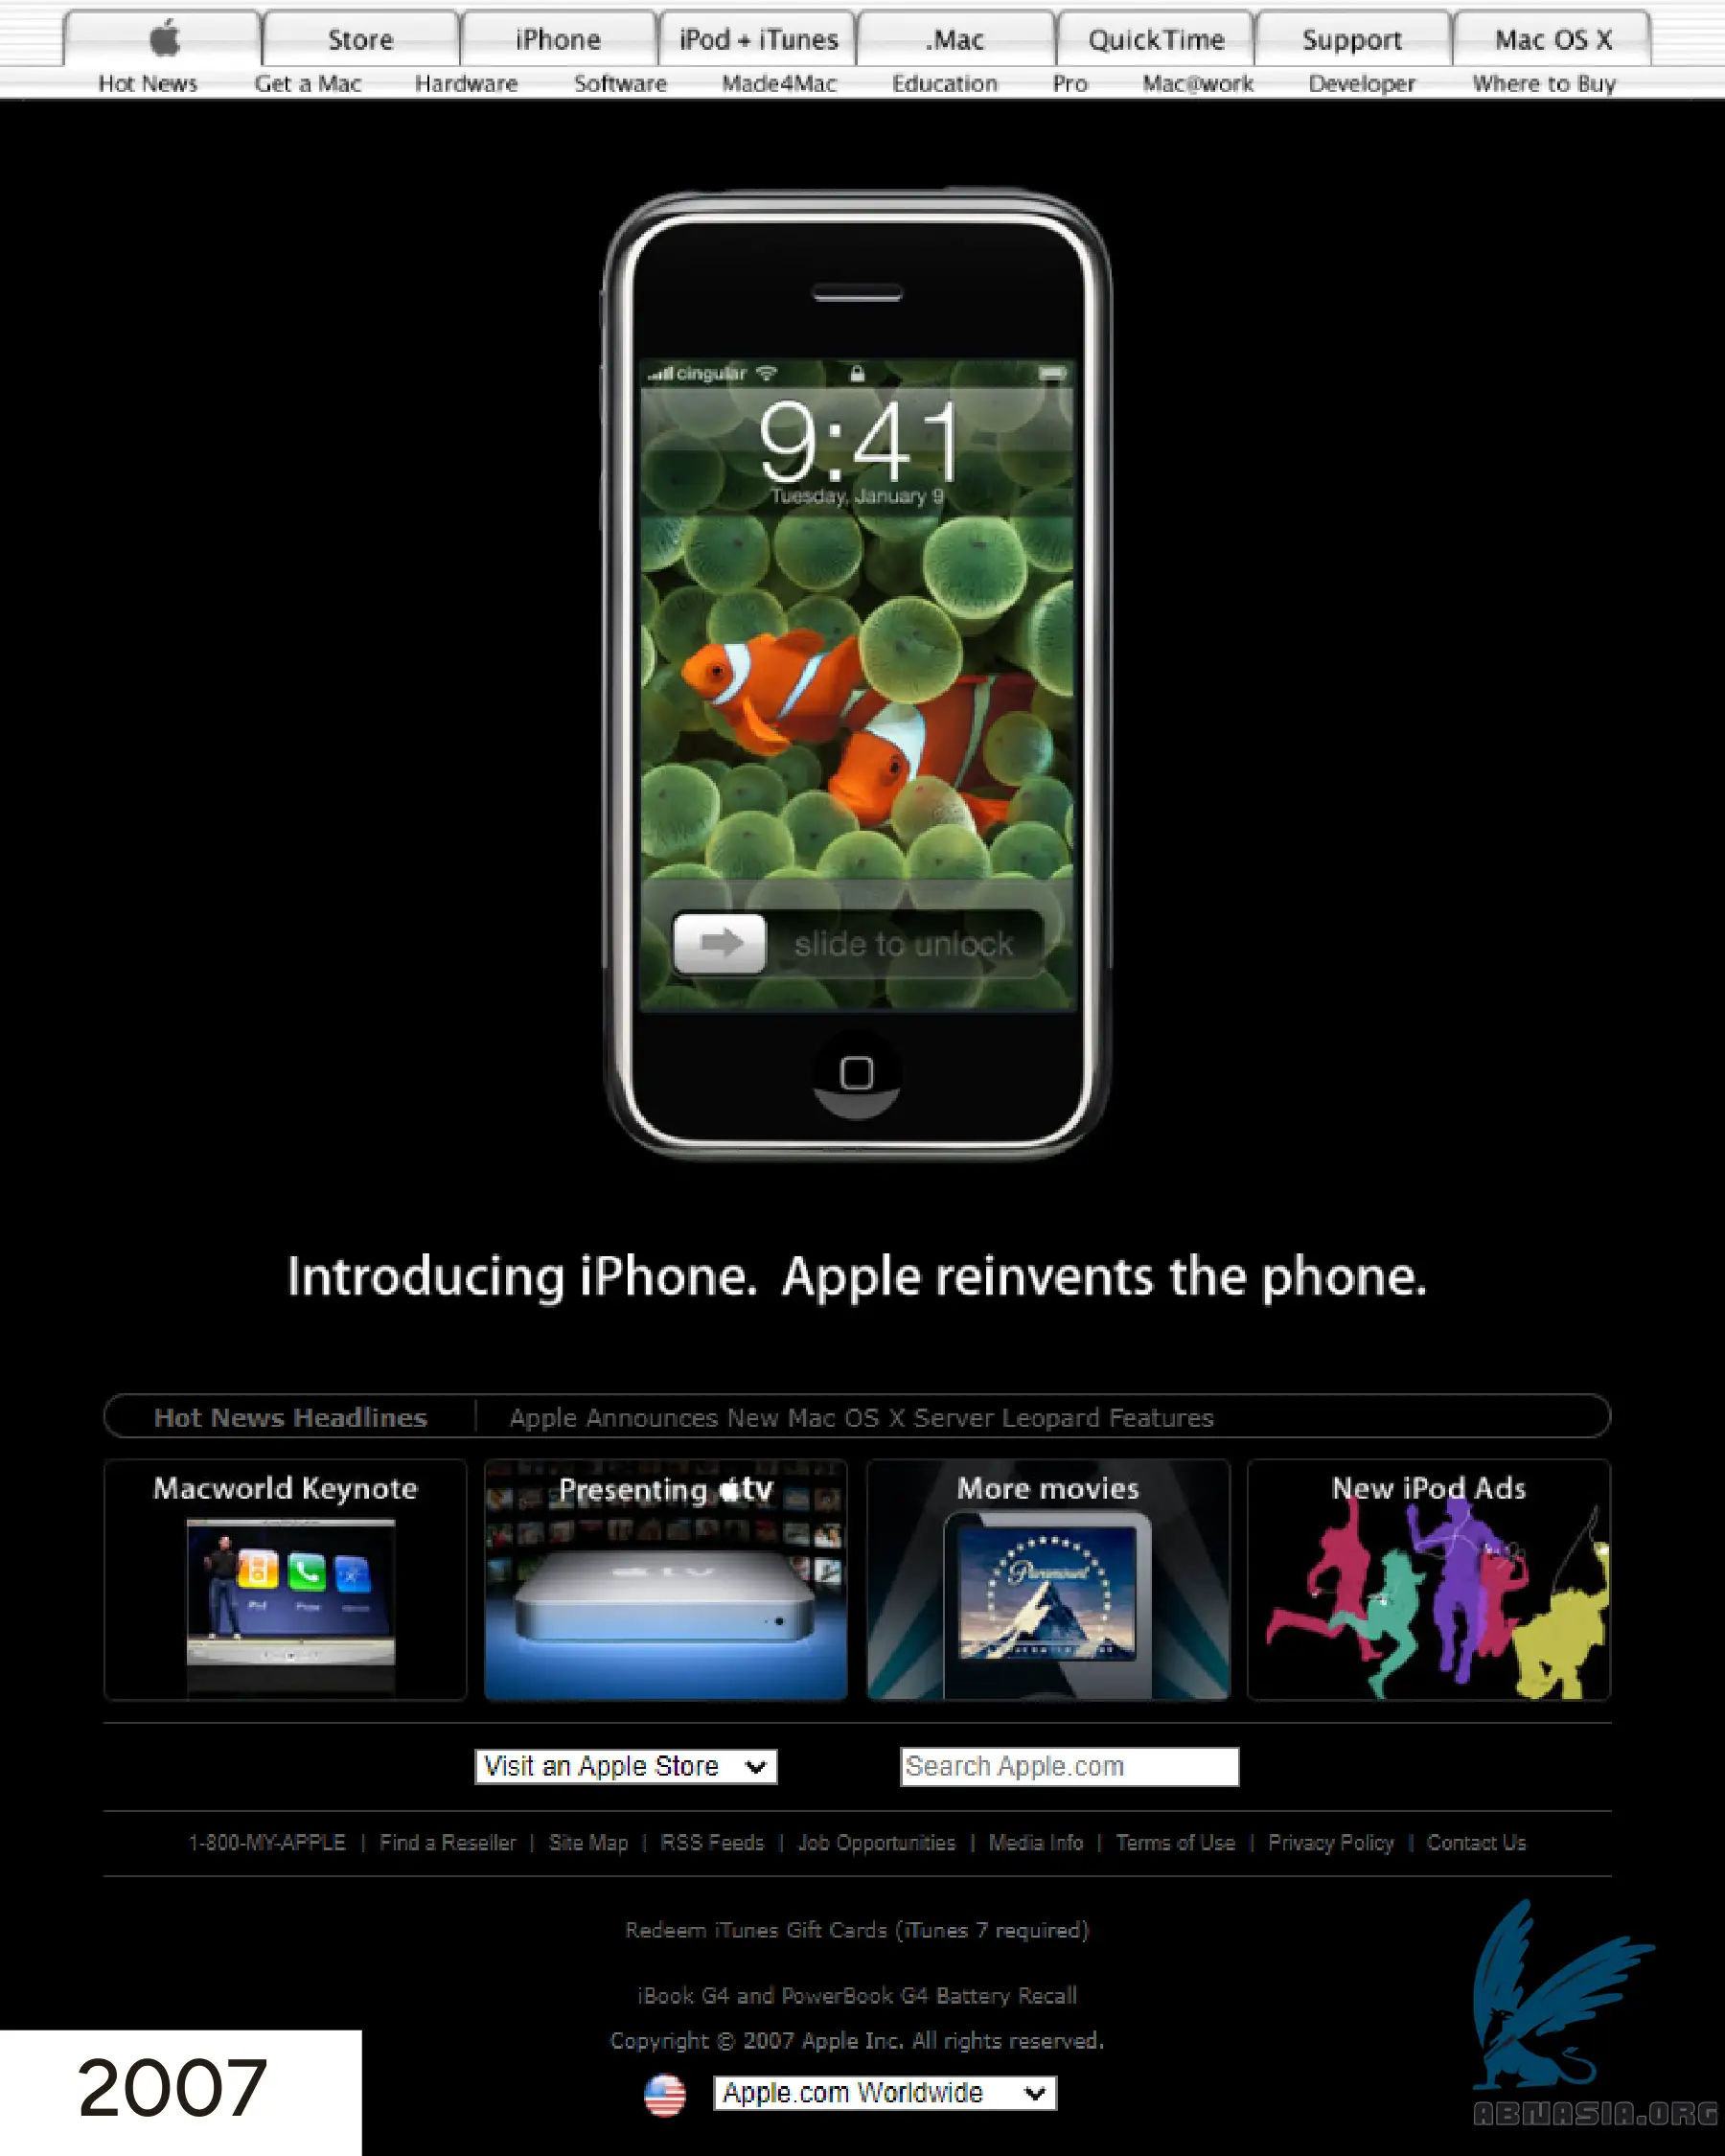 Store iPhone iPod + iTunes .Mac QuickTime Support Mac OS X
Hot News Get a Mac Hardware Software Made4Mac Education Pro Mac@work Developer Where to Buy
cingular
9:41
Tuesday, January 9
slide to unlock
Introducing iPhone. Apple reinvents the phone.
Hot News Headlines | Apple Announces New Mac OS X Server Leopard Features
Macworld Keynote Presenting tv More movies New iPod Ads
iPod Phone
tv
Paramount
Visit an Apple Store Search Apple.com
1-800-MY-APPLE | Find a Reseller | Site Map | RSS Feeds | Job Opportunities | Media Info | Terms of Use | Privacy Policy | Contact Us
Redeem iTunes Gift Cards (iTunes 7 required)
iBook G4 and PowerBook G4 Battery Recall
Copyright © 2007 Apple Inc. All rights reserved.
Apple.com Worldwide
2007
ABNASIA.ORG